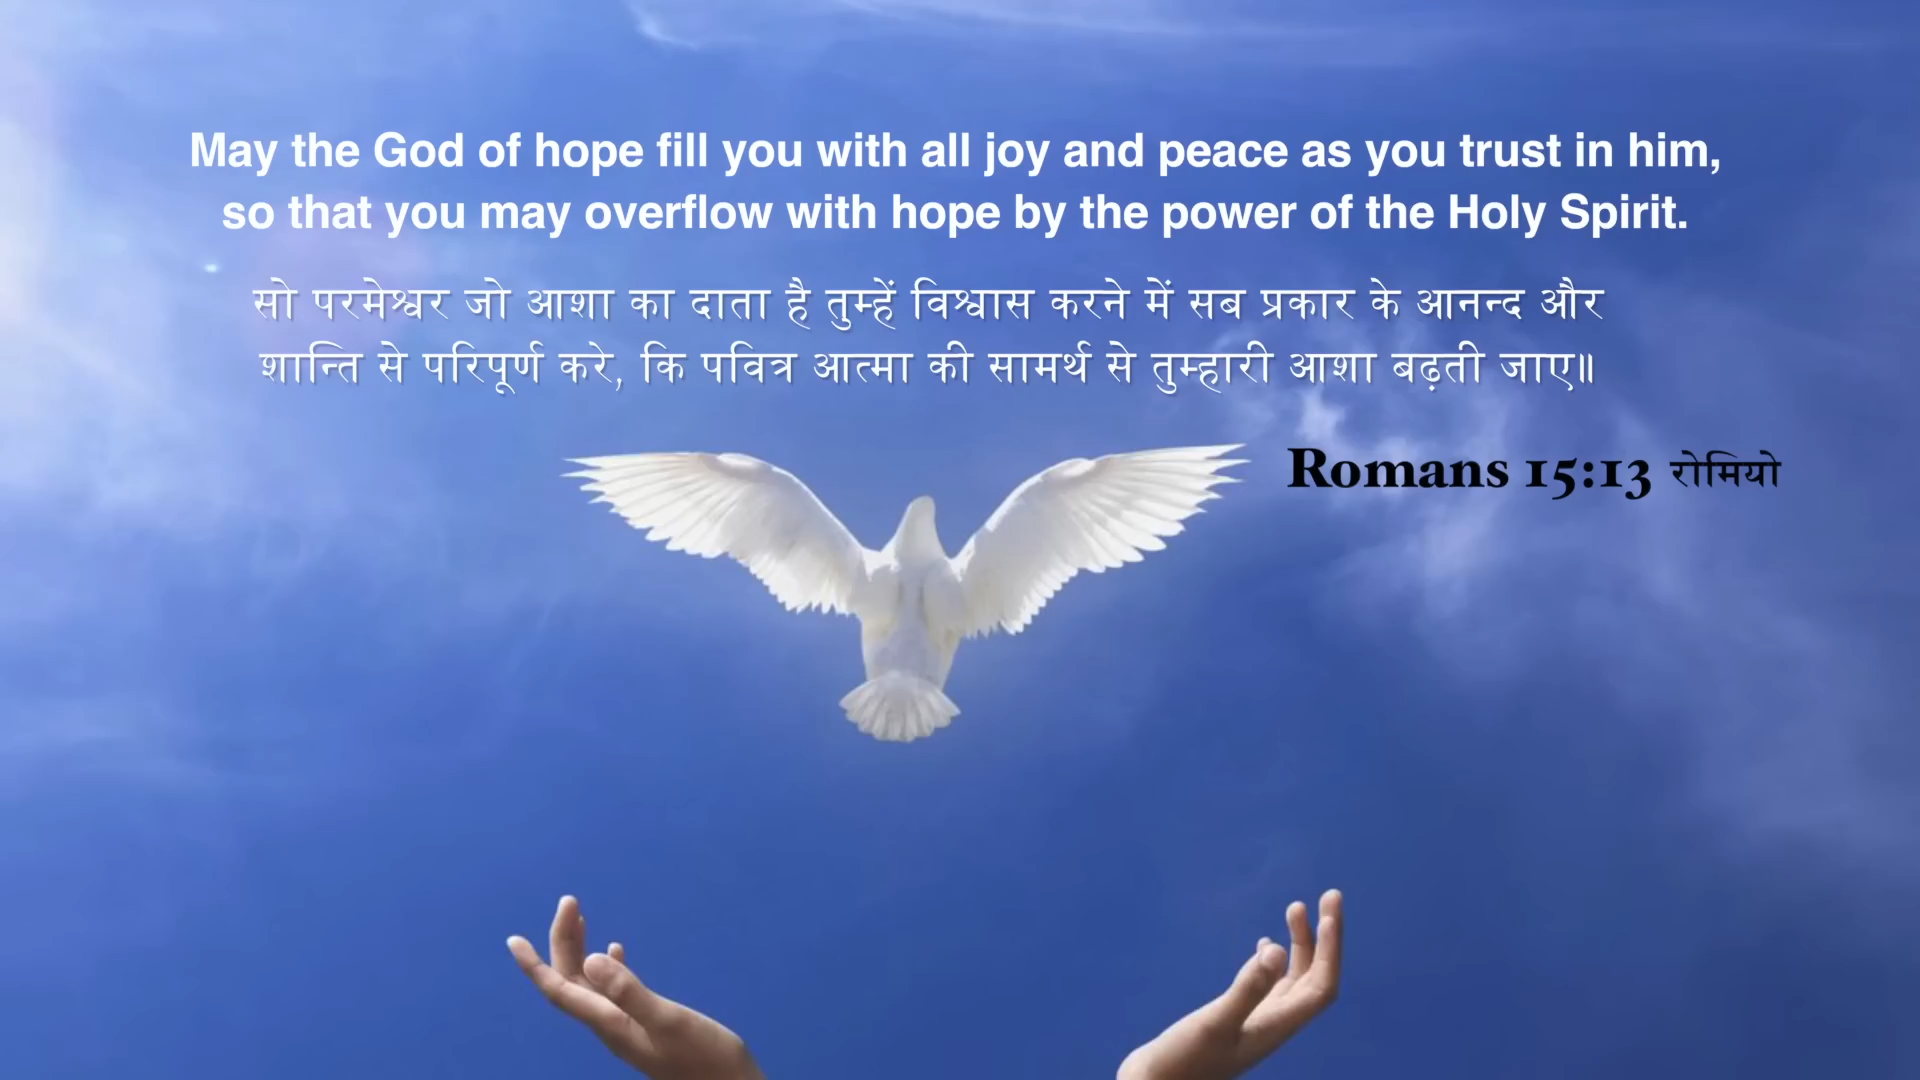 May the God of hope fill you with all joy and peace as you trust in him,
so that you may overflow with hope by the power of the Holy Spirit.
सो परमेश्वर जो आशा का दाता है तुम्हें विश्वास करने में सब प्रकार के आनन्द और
शान्ति से परिपूर्ण करे, कि पवित्र आत्मा की सामर्थ से तुम्हारी आशा बढ़ती जाए॥
Romans 15:13 रोमियो